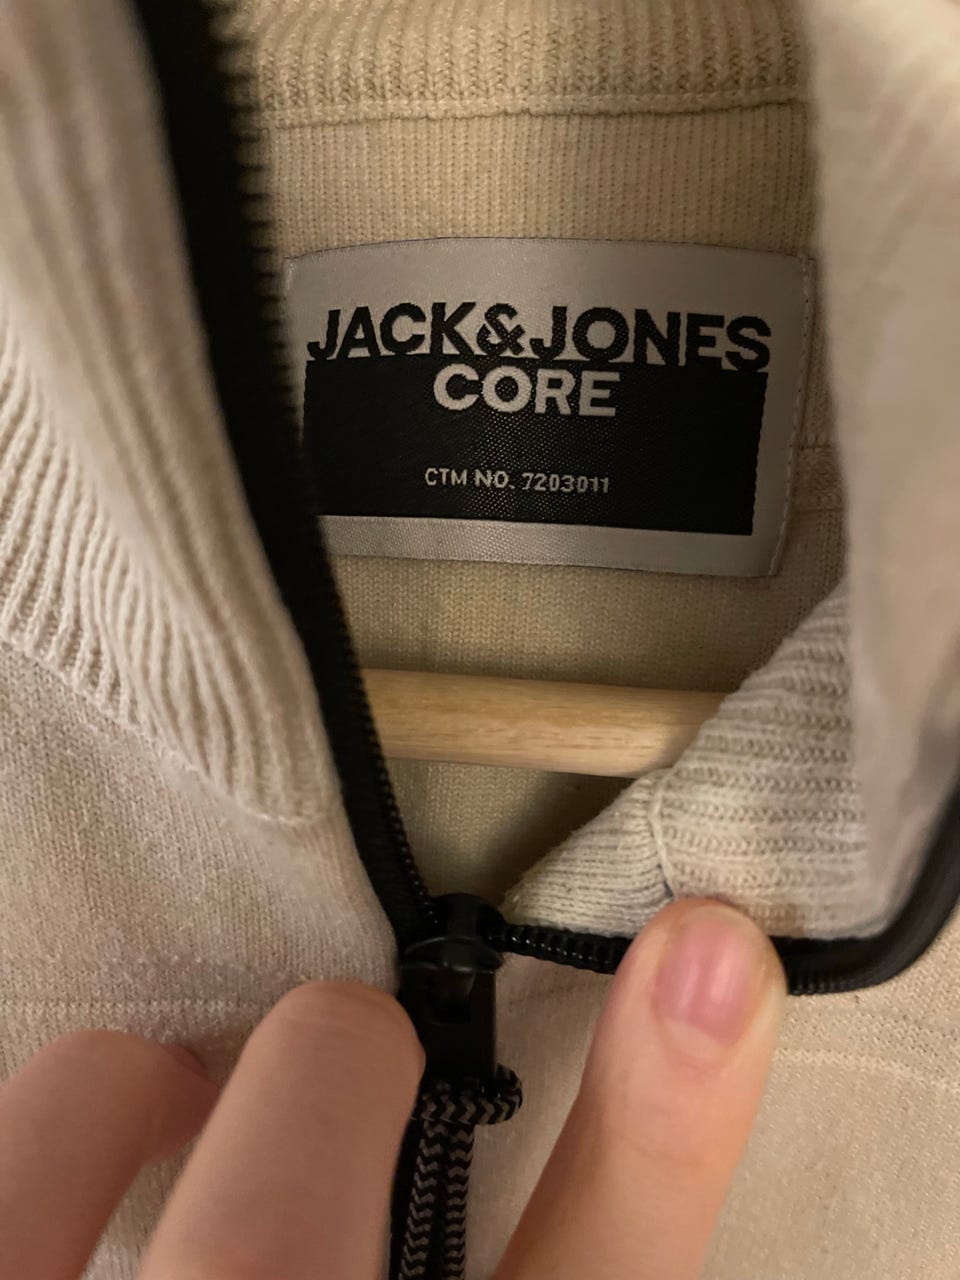 JACK&JONES
CORE
CTM NO. 7203011